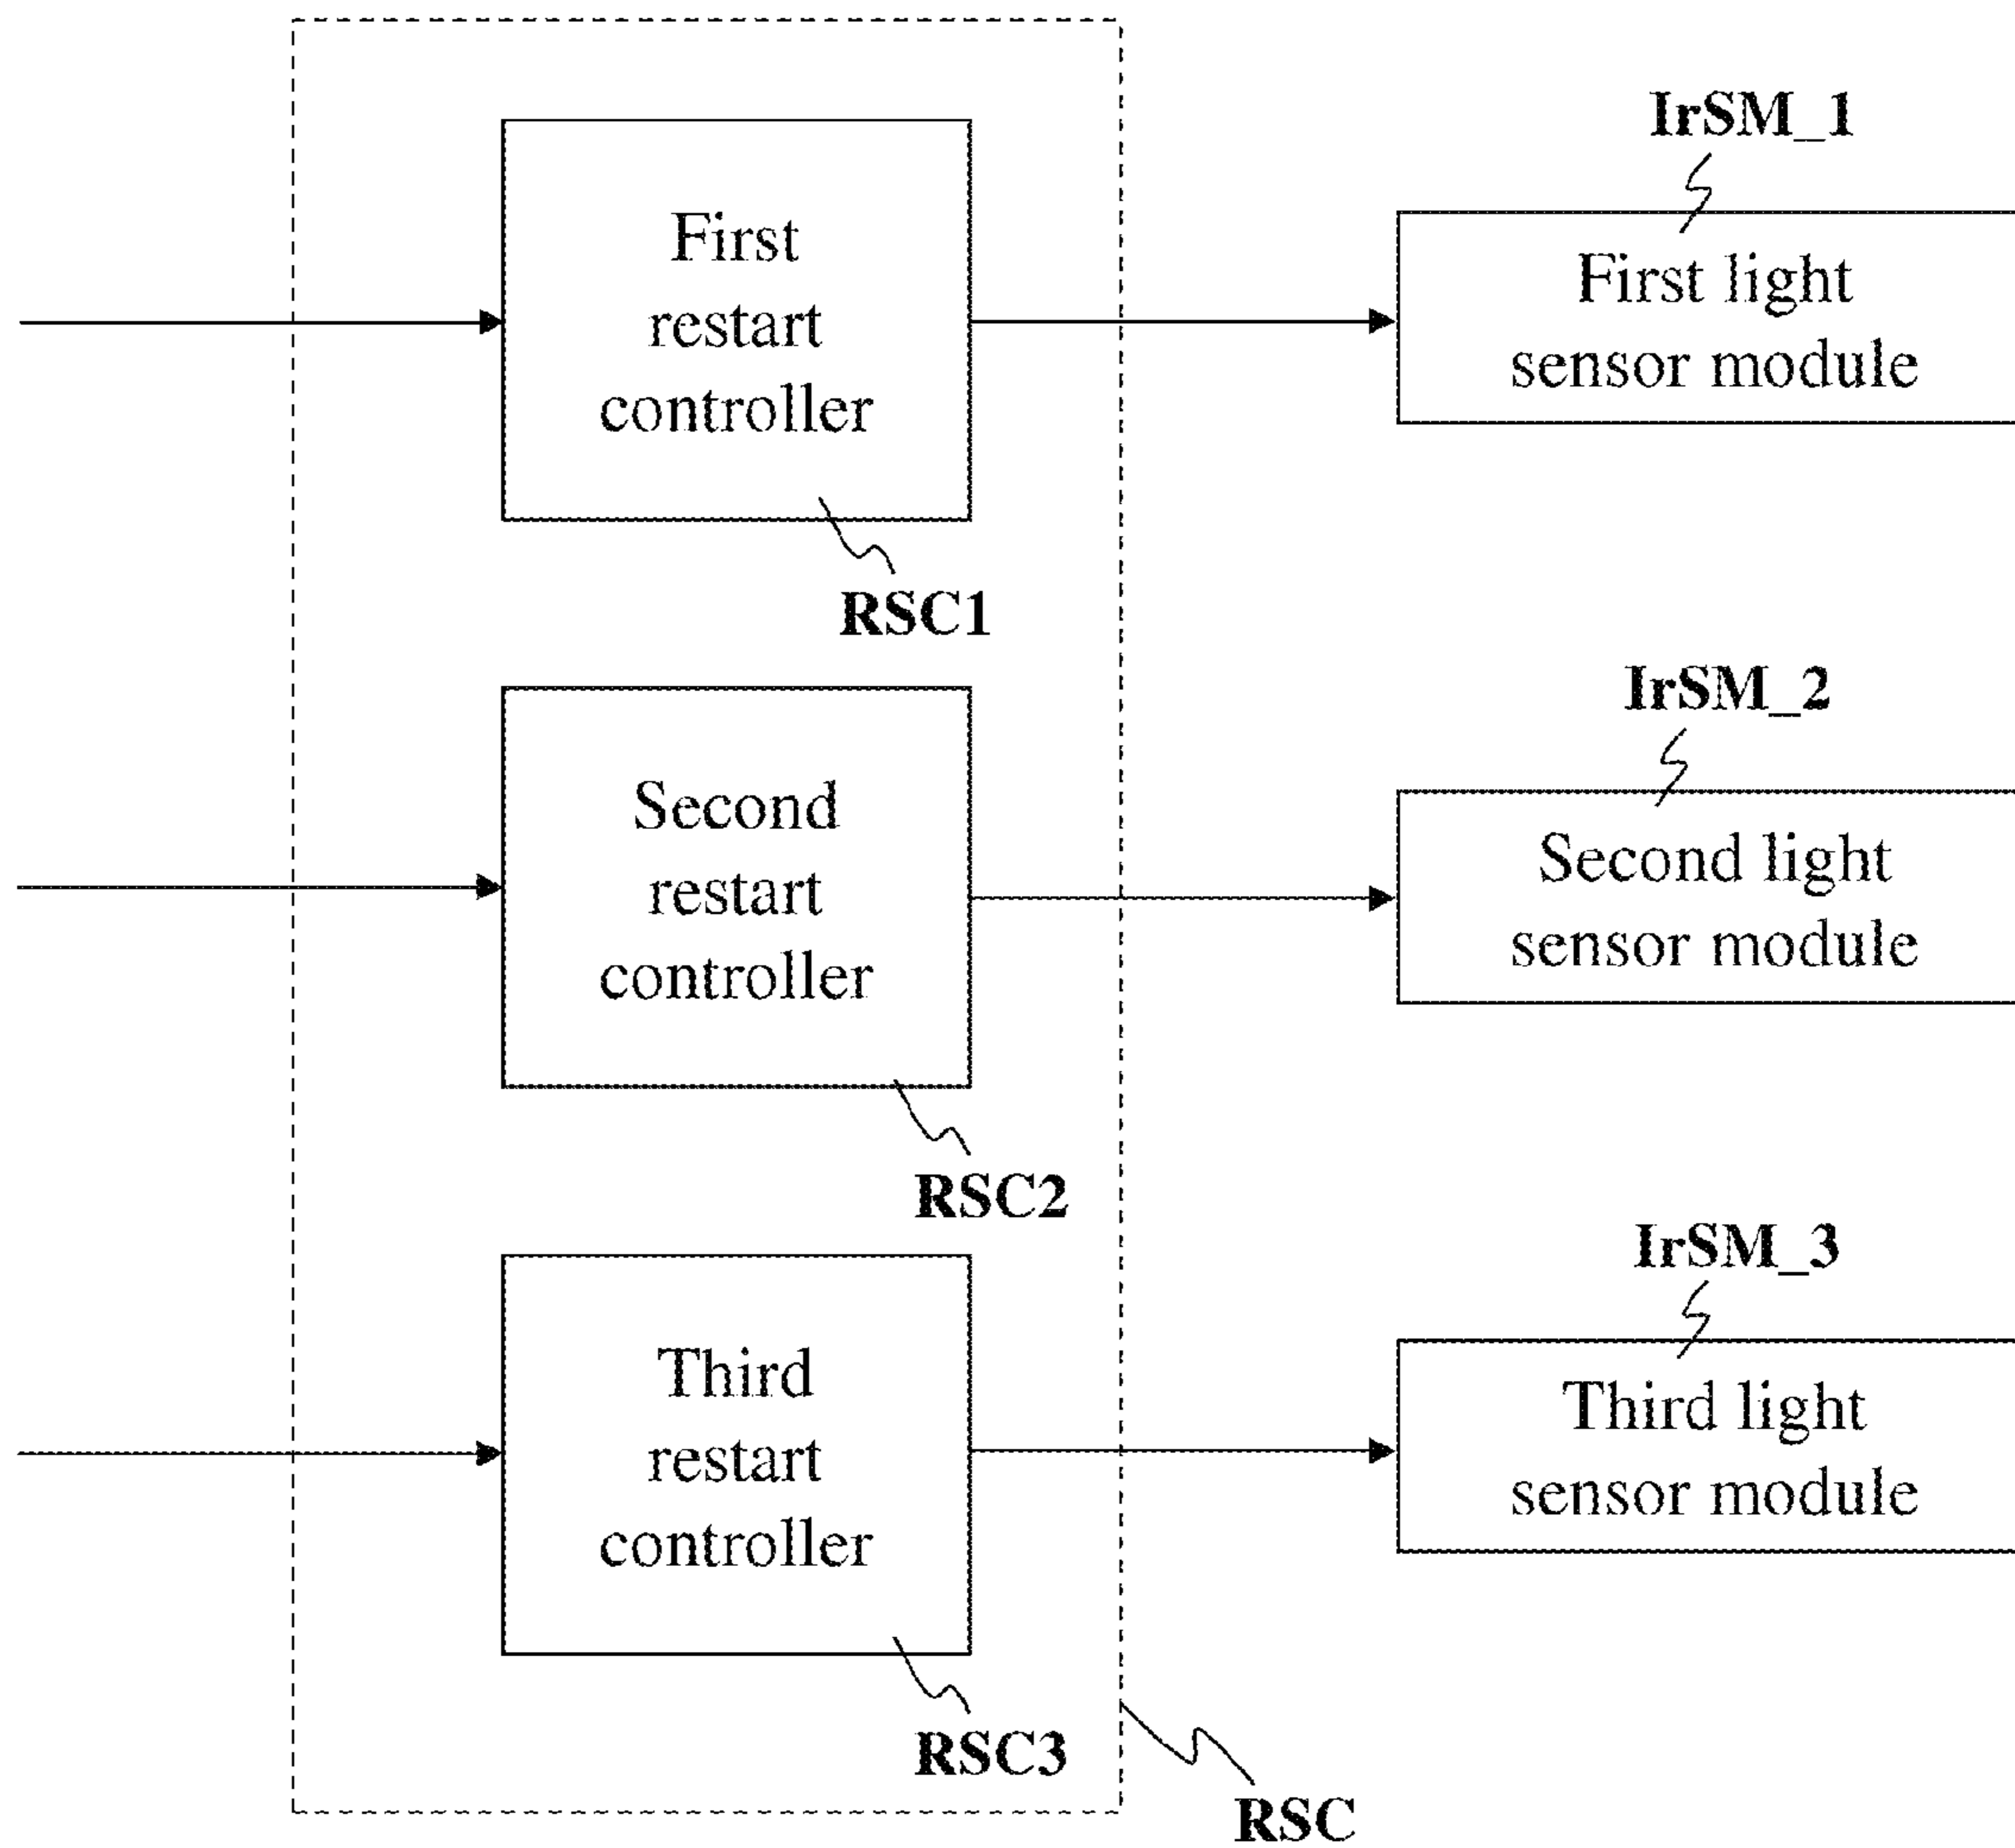 IrSM_1
First
restart
controller
First light
sensor module
RSC1
IrSM_2
Second
restart
controller
Second light
sensor module
RSC2
IrSM_3
Third
restart
controller
Third light
sensor module
RSC3
RSC